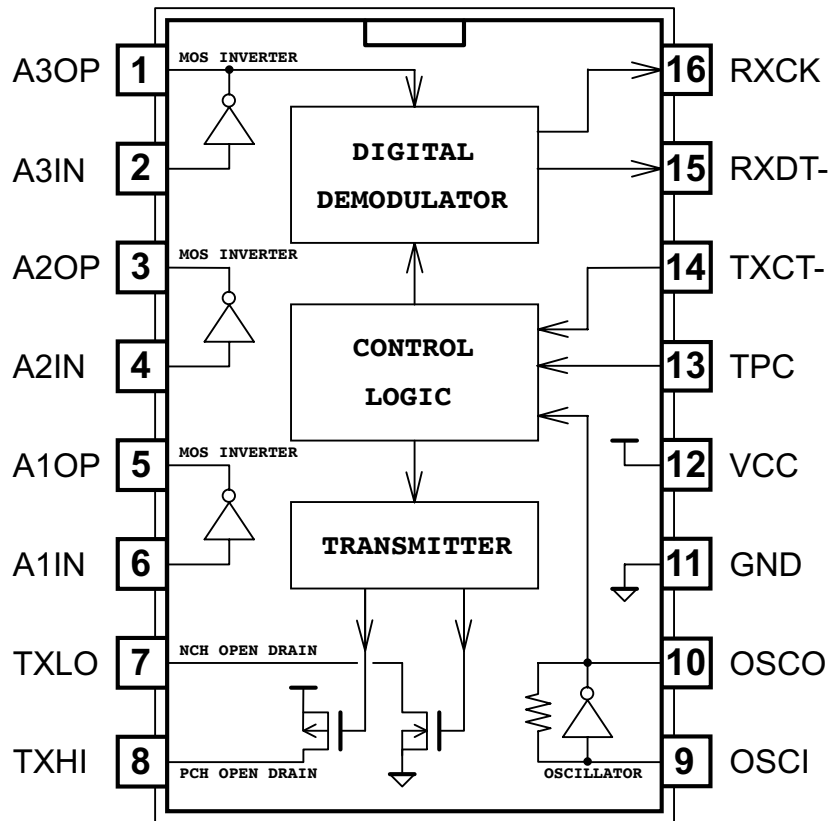 A3OP 1 MOS INVERTER 16 RXCK
A3IN 2 DIGITAL DEMODULATOR 15 RXDT-
A2OP 3 MOS INVERTER 14 TXCT-
A2IN 4 CONTROL LOGIC 13 TPC
A1OP 5 MOS INVERTER 12 VCC
A1IN 6 TRANSMITTER 11 GND
TXLO 7 NCH OPEN DRAIN 10 OSCO
TXHI 8 PCH OPEN DRAIN OSCILLATOR 9 OSCI